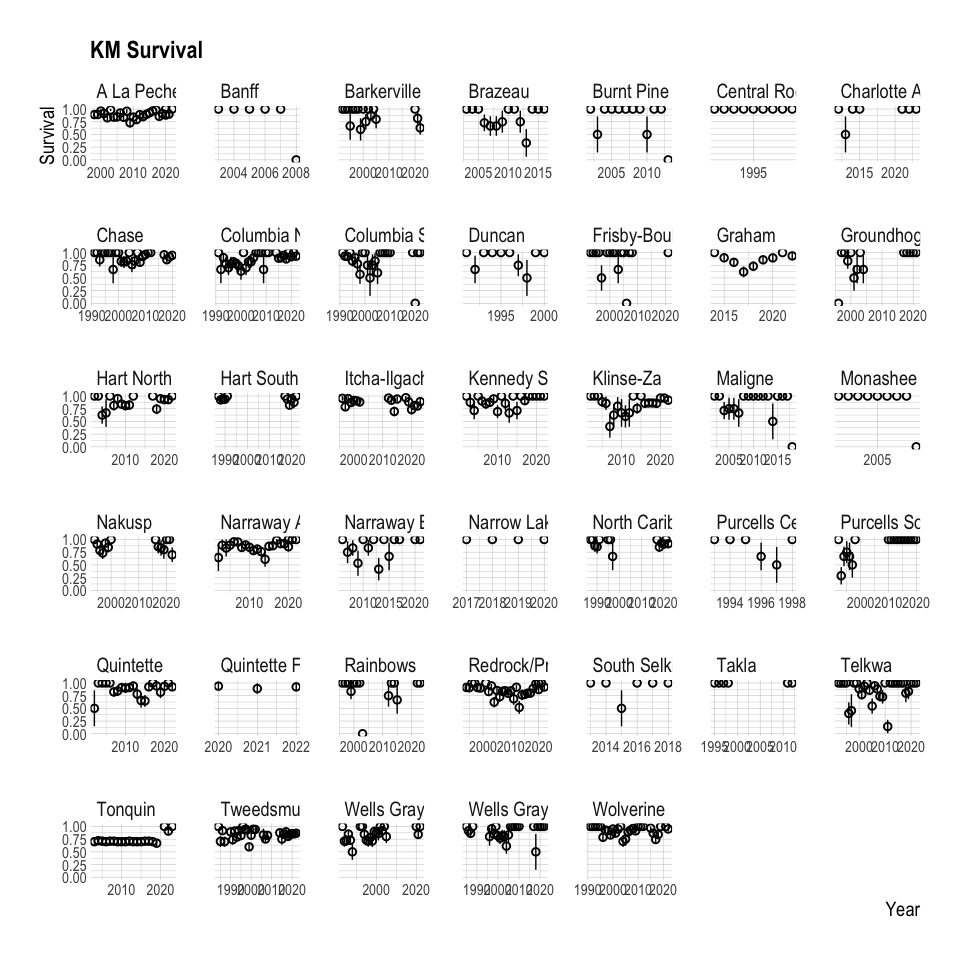 KM Survival
A La Peche Banff Barkerville Brazeau Burnt Pine Central Ro Charlotte A
Survival
1.00
0.75
0.50
0.25
0.00
2000 2010 2020 2004 2006 2008 2000 2010 2020 2005 2010 2015 2005 2010 1995 2015 2020
Chase Columbia N Columbia S Duncan Frisby-Boul Graham Groundhog
1.00
0.75
0.50
0.25
0.00
1990 2000 2010 2020 1990 2000 2010 2020 1990 2000 2010 2020 1995 2000 2000 2010 2020 2015 2020 2000 2010 2020
Hart North Hart South Itcha-Ilgach Kennedy S Klinse-Za Maligne Monashee
1.00
0.75
0.50
0.25
0.00
2010 2020 1990 2000 2010 2020 2000 2010 2020 2010 2020 2010 2020 2005 2010 2015 2005
Nakusp Narraway A Narraway B Narrow Lak North Carib Purcells Ce Purcells So
1.00
0.75
0.50
0.25
0.00
2000 2010 2020 2010 2020 2010 2015 2020 2017 2018 2019 2020 1990 2000 2010 2020 1994 1996 1998 2000 2010 2020
Quintette Quintette F Rainbows Redrock/Pr South Selk Takla Telkwa
1.00
0.75
0.50
0.25
0.00
2010 2020 2020 2021 2022 2000 2010 2020 2000 2010 2020 2014 2016 2018 1995 2000 2005 2010 2000 2010 2020
Tonquin Tweedsmu Wells Gray Wells Gray Wolverine
1.00
0.75
0.50
0.25
0.00
2010 2020 1990 2000 2010 2020 2000 2020 1990 2000 2010 2020 1990 2000 2010 2020
Year